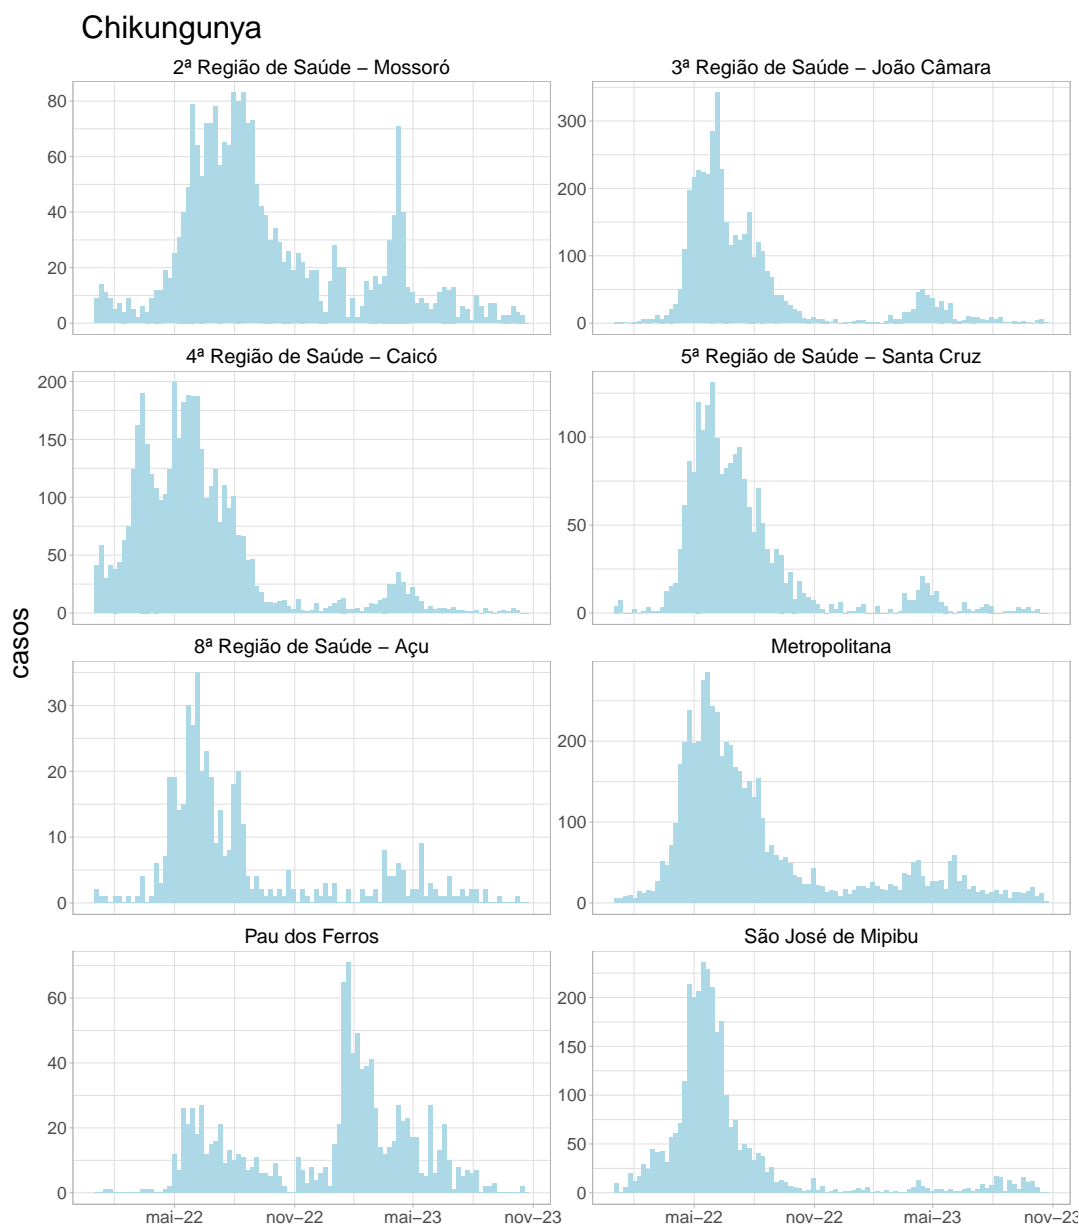 Chikungunya
2ª Região de Saúde – Mossoró
3ª Região de Saúde – João Câmara
80
60
40
20
0
300
200
100
0
4ª Região de Saúde – Caicó
5ª Região de Saúde – Santa Cruz
200
150
100
50
0
100
50
0
casos
8ª Região de Saúde – Açu
Metropolitana
30
20
10
0
200
100
0
Pau dos Ferros
São José de Mipibu
60
40
20
0
200
150
100
50
0
mai–22
nov–22
mai–23
nov–23
mai–22
nov–22
mai–23
nov–23